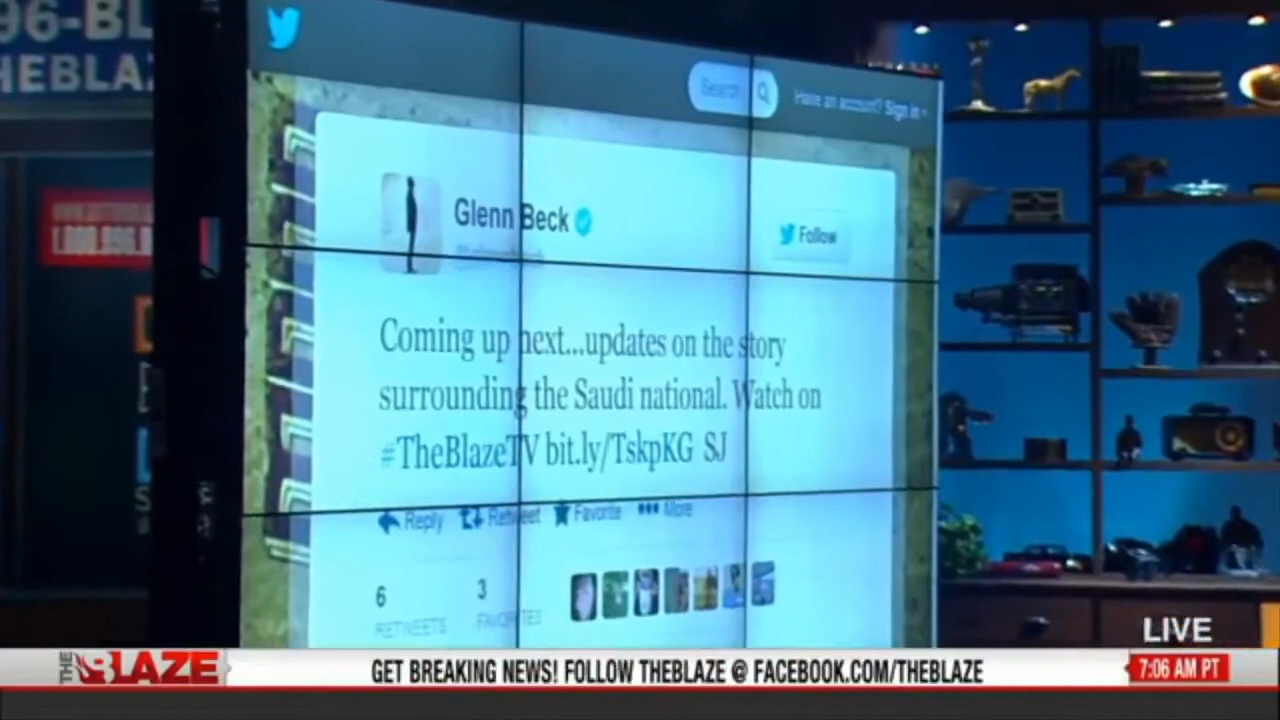 96-BL
HEBLA
Search
Have an account? Sign in
Glenn Beck
Follow
Coming up next...updates on the story
surrounding the Saudi national. Watch on
#TheBlazeTV bit.ly/TskpKG SJ
Reply Retweet Favorite More
6 3
RETWEETS FAVORITES
LIVE
THE BLAZE
GET BREAKING NEWS! FOLLOW THEBLAZE @ FACEBOOK.COM/THEBLAZE
7:06 AM PT